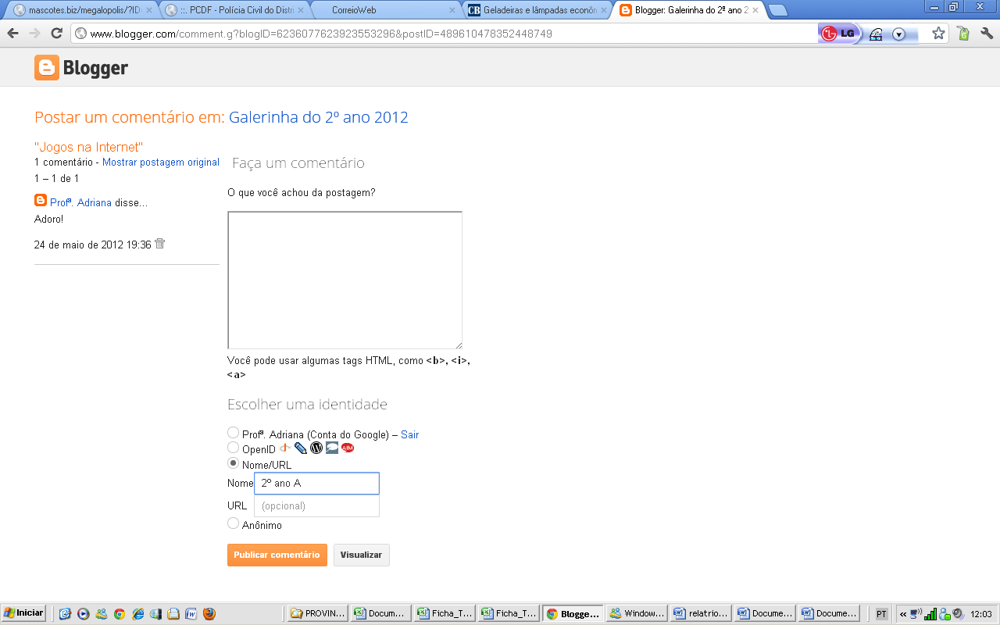 mascotes.biz/megalopolis/?ID
::. PCDF - Polícia Civil do Distri
CorreioWeb
CB Geladeiras e lâmpadas econôn
Blogger: Galerinha do 2º ano 2
www.blogger.com/comment.g?blogID=6236077623923553296&postID=489610478352448749
LG
Blogger
Postar um comentário em: Galerinha do 2º ano 2012
"Jogos na Internet"
1 comentário - Mostrar postagem original
1 – 1 de 1
Profª. Adriana disse...
Adoro!
24 de maio de 2012 19:36
Faça um comentário
O que você achou da postagem?
Você pode usar algumas tags HTML, como <b>, <i>,
<a>
Escolher uma identidade
Profª. Adriana (Conta do Google) – Sair
OpenID AIM
Nome/URL
Nome 2º ano A
URL (opcional)
Anônimo
Publicar comentário Visualizar
Iniciar PROVIN... Docum... Ficha_T... Ficha_T... Blogge... Window... relatrio... Docume... Docume... PT « 12:03